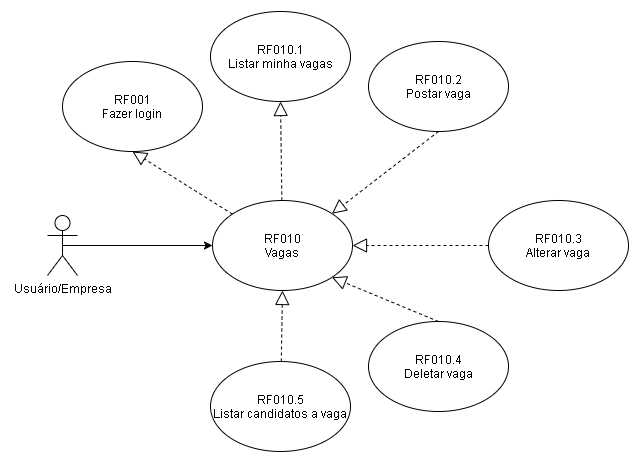 RF010.1
Listar minha vagas
RF010.2
Postar vaga
RF001
Fazer login
RF010
Vagas
RF010.3
Alterar vaga
Usuário/Empresa
RF010.4
Deletar vaga
RF010.5
Listar candidatos a vaga